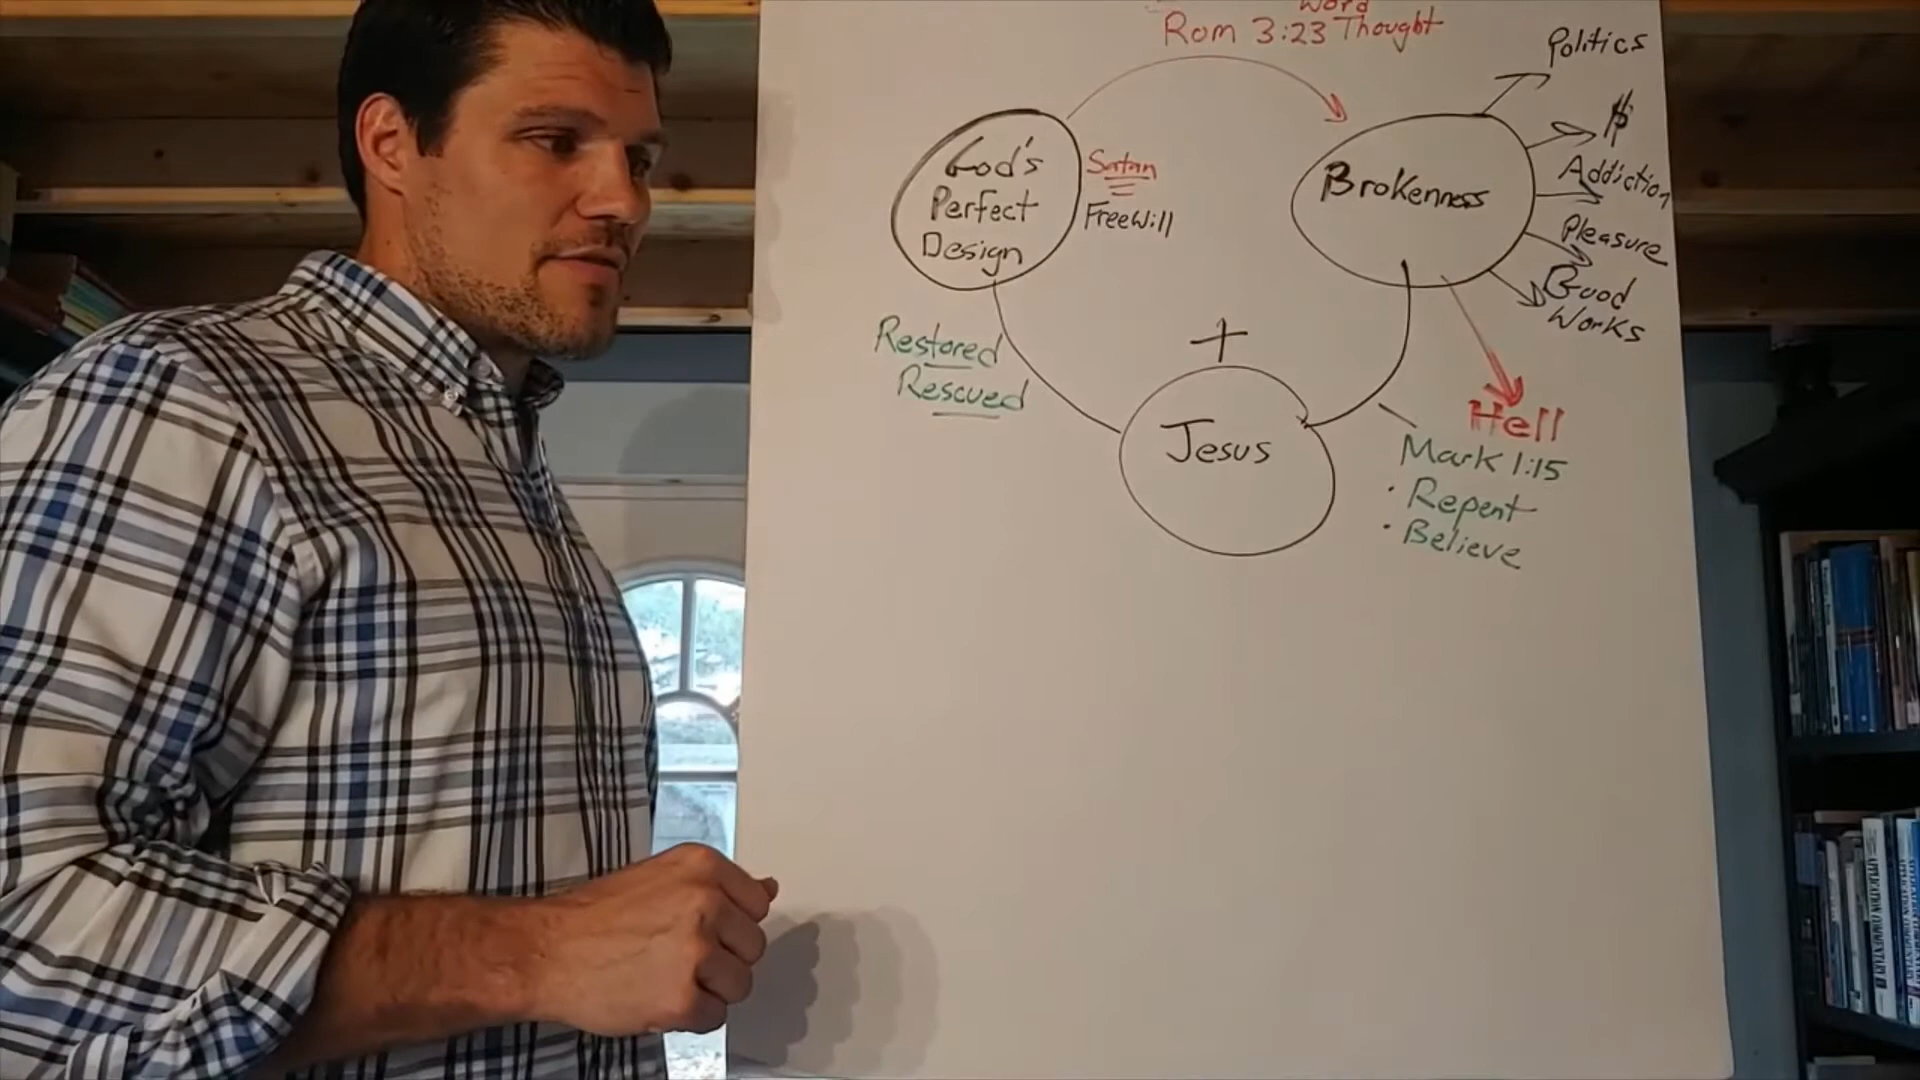 Word
Rom 3:23 Thought
Politics
$
Addiction
Pleasure
Good
Works
God's
Perfect
Design
Satan
Freewill
Brokenness
Restored
Rescued
Jesus
Hell
Mark 1:15
• Repent
• Believe